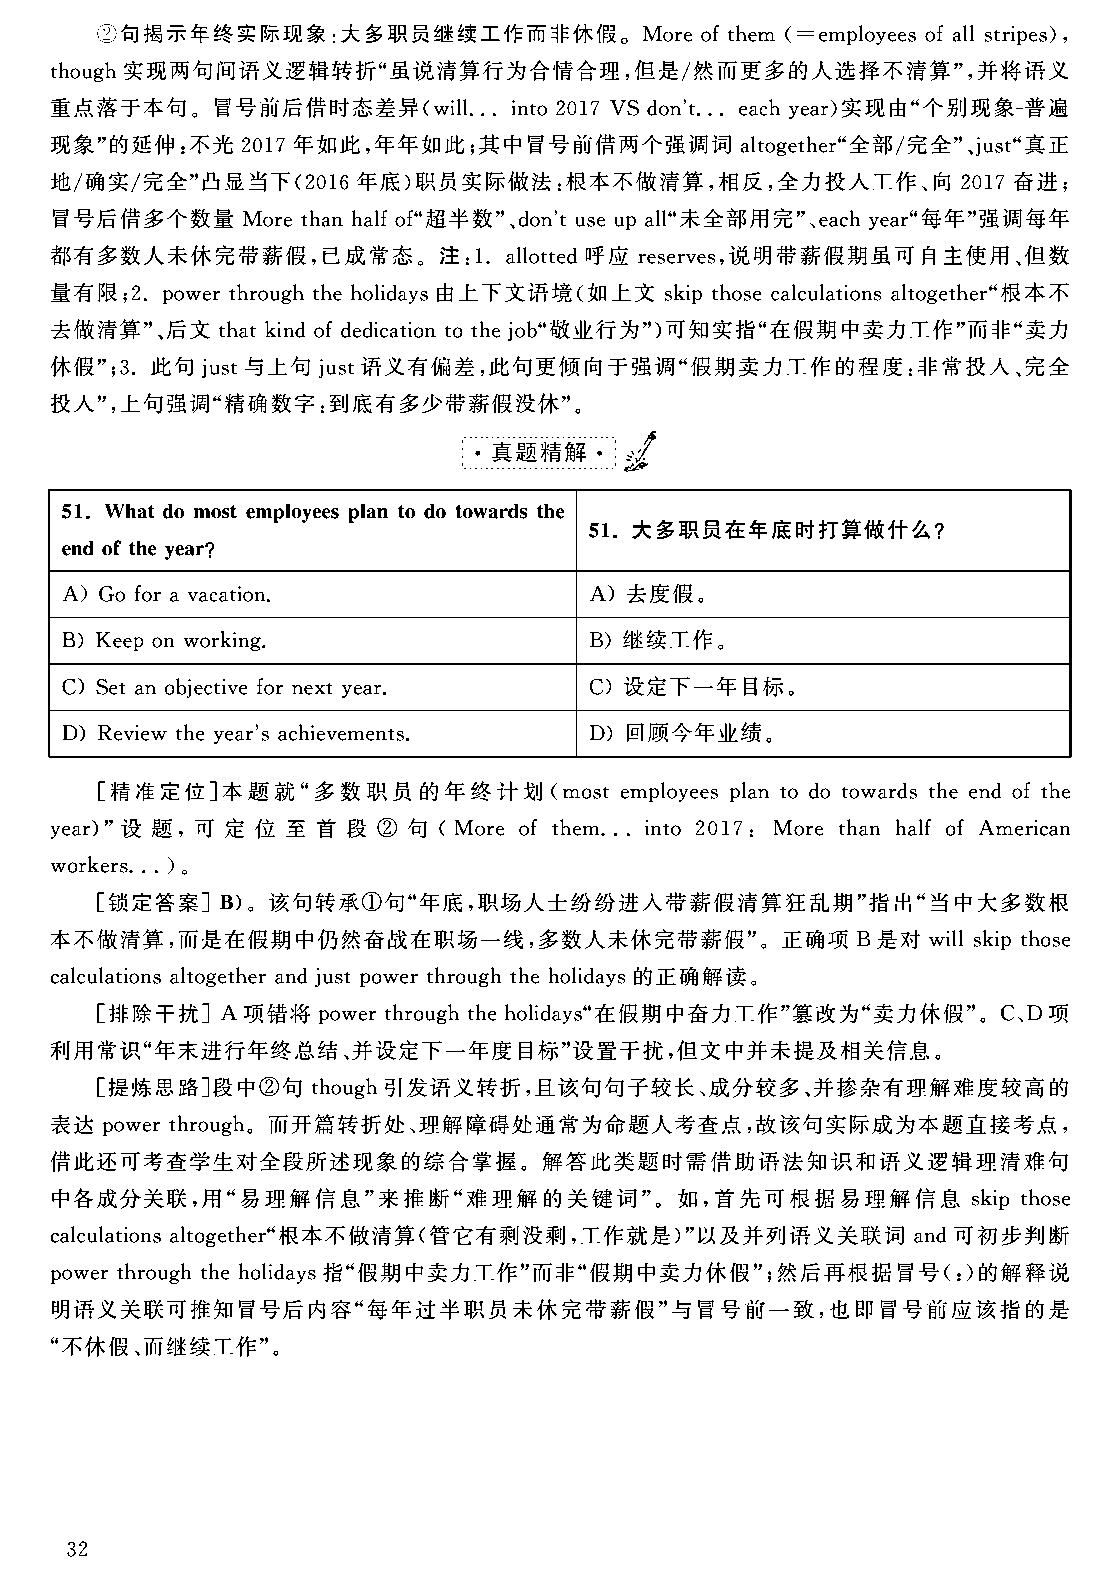 ②句揭示年终实际现象:大多职员继续工作而非休假。More of them (=employees of all stripes),
though 实现两句间语义逻辑转折“虽说清算行为合情合理,但是/然而更多的人选择不清算”,并将语义
重点落于本句。冒号前后借时态差异(will... into 2017 VS don't... each year)实现由“个别现象-普遍
现象”的延伸:不光 2017 年如此,年年如此;其中冒号前借两个强调词 altogether“全部/完全”、just“真正
地/确实/完全”凸显当下(2016 年底)职员实际做法:根本不做清算,相反,全力投入工作、向 2017 奋进;
冒号后借多个数量 More than half of“超半数”、don't use up all“未全部用完”、each year“每年”强调每年
都有多数人未休完带薪假,已成常态。注:1. allotted 呼应 reserves,说明带薪假期虽可自主使用、但数
量有限;2. power through the holidays 由上下文语境(如上文 skip those calculations altogether“根本不
去做清算”、后文 that kind of dedication to the job“敬业行为”)可知实指“在假期中卖力工作”而非“卖力
休假”;3. 此句 just 与上句 just 语义有偏差,此句更倾向于强调“假期卖力工作的程度:非常投入、完全
投入”,上句强调“精确数字:到底有多少带薪假没休”。
·真题精解·
51. What do most employees plan to do towards the
end of the year?
51. 大多职员在年底时打算做什么?
A) Go for a vacation.
A) 去度假。
B) Keep on working.
B) 继续工作。
C) Set an objective for next year.
C) 设定下一年目标。
D) Review the year's achievements.
D) 回顾今年业绩。
[精准定位]本题就“多数职员的年终计划(most employees plan to do towards the end of the
year)”设题,可定位至首段②句(More of them... into 2017: More than half of American
workers...)。
[锁定答案] B)。该句转承①句“年底,职场人士纷纷进入带薪假清算狂乱期”指出“当中大多数根
本不做清算,而是在假期中仍然奋战在职场一线,多数人未休完带薪假”。正确项 B 是对 will skip those
calculations altogether and just power through the holidays 的正确解读。
[排除干扰] A 项错将 power through the holidays“在假期中奋力工作”篡改为“卖力休假”。C、D 项
利用常识“年末进行年终总结、并设定下一年度目标”设置干扰,但文中并未提及相关信息。
[提炼思路]段中②句 though 引发语义转折,且该句句子较长、成分较多、并掺杂有理解难度较高的
表达 power through。而开篇转折处、理解障碍处通常为命题人考查点,故该句实际成为本题直接考点,
借此还可考查学生对全段所述现象的综合掌握。解答此类题时需借助语法知识和语义逻辑理清难句
中各成分关联,用“易理解信息”来推断“难理解的关键词”。如,首先可根据易理解信息 skip those
calculations altogether“根本不做清算(管它有剩没剩,工作就是)”以及并列语义关联词 and 可初步判断
power through the holidays 指“假期中卖力工作”而非“假期中卖力休假”;然后再根据冒号(:)的解释说
明语义关联可推知冒号后内容“每年过半职员未休完带薪假”与冒号前一致,也即冒号前应该指的是
“不休假、而继续工作”。
32